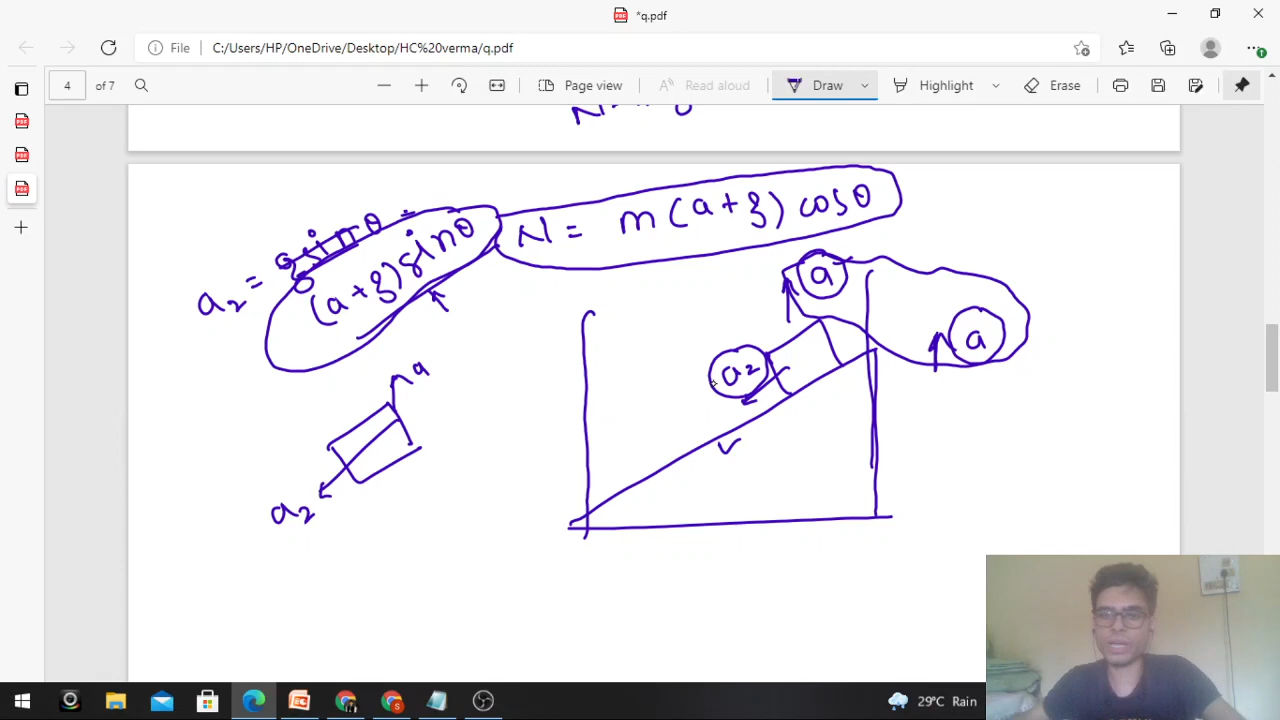 *q.pdf
File C:/Users/HP/OneDrive/Desktop/HC%20verma/q.pdf
4 of 7 Page view Read aloud Draw Highlight Erase
N = m(a+g) cosθ
a2 = gsinθ
(a+g)sinθ
a
a
a2
a
a2
29°C Rain